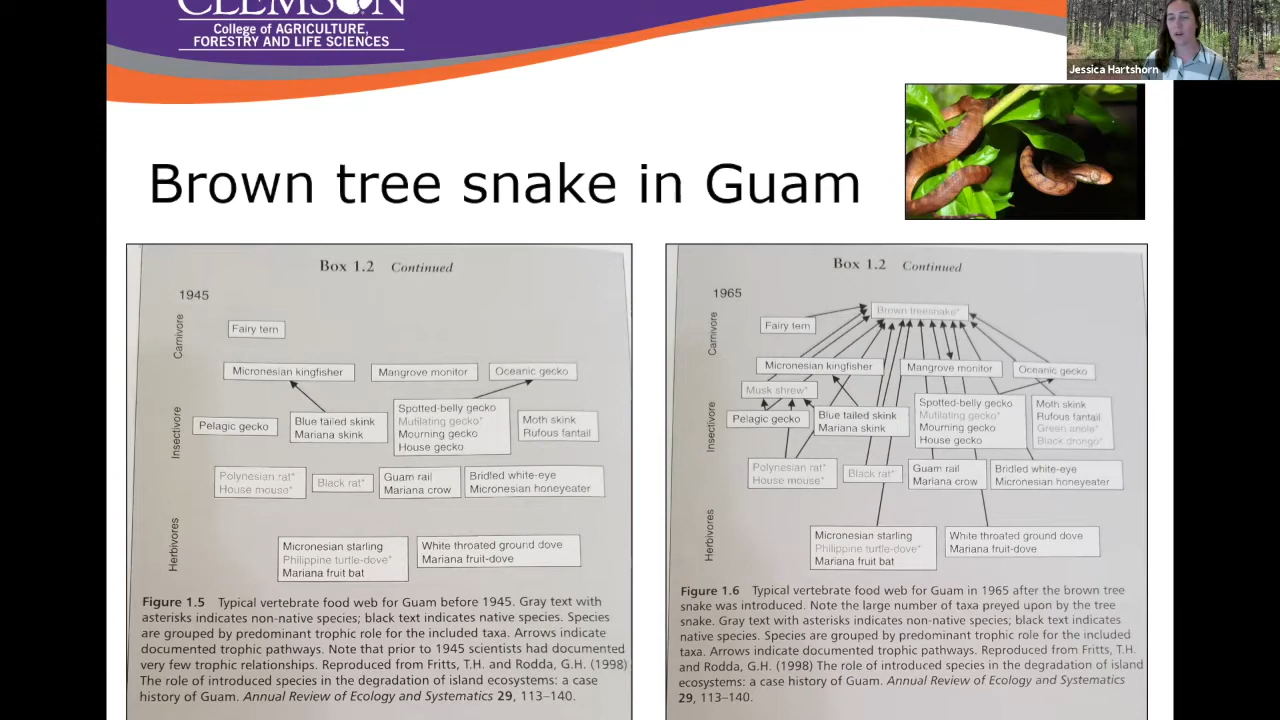 CLEMSON
College of AGRICULTURE,
FORESTRY AND LIFE SCIENCES
Jessica Hartshorn
Brown tree snake in Guam
Box 1.2 Continued
1945
Carnivore
Fairy tern
Micronesian kingfisher
Mangrove monitor
Oceanic gecko
Insectivore
Pelagic gecko
Blue tailed skink
Mariana skink
Spotted-belly gecko
Mutilating gecko*
Mourning gecko
House gecko
Moth skink
Rufous fantail
Polynesian rat*
House mouse*
Black rat*
Guam rail
Mariana crow
Bridled white-eye
Micronesian honeyeater
Herbivores
Micronesian starling
Philippine turtle-dove*
Mariana fruit bat
White throated ground dove
Mariana fruit-dove
Figure 1.5 Typical vertebrate food web for Guam before 1945. Gray text with
asterisks indicates non-native species; black text indicates native species. Species
are grouped by predominant trophic role for the included taxa. Arrows indicate
documented trophic pathways. Note that prior to 1945 scientists had documented
very few trophic relationships. Reproduced from Fritts, T.H. and Rodda, G.H. (1998)
The role of introduced species in the degradation of island ecosystems: a case
history of Guam. Annual Review of Ecology and Systematics 29, 113–140.
Box 1.2 Continued
1965
Carnivore
Brown treesnake*
Fairy tern
Micronesian kingfisher
Mangrove monitor
Oceanic gecko
Musk shrew*
Insectivore
Pelagic gecko
Blue tailed skink
Mariana skink
Spotted-belly gecko
Mutilating gecko*
Mourning gecko
House gecko
Moth skink
Rufous fantail
Green anole*
Black drongo*
Polynesian rat*
House mouse*
Black rat*
Guam rail
Mariana crow
Bridled white-eye
Micronesian honeyeater
Herbivores
Micronesian starling
Philippine turtle-dove*
Mariana fruit bat
White throated ground dove
Mariana fruit-dove
Figure 1.6 Typical vertebrate food web for Guam in 1965 after the brown tree
snake was introduced. Note the large number of taxa preyed upon by the tree
snake. Gray text with asterisks indicates non-native species; black text indicates
native species. Species are grouped by predominant trophic role for the included
taxa. Arrows indicate documented trophic pathways. Reproduced from Fritts, T.H.
and Rodda, G.H. (1998) The role of introduced species in the degradation of island
ecosystems: a case history of Guam. Annual Review of Ecology and Systematics
29, 113–140.